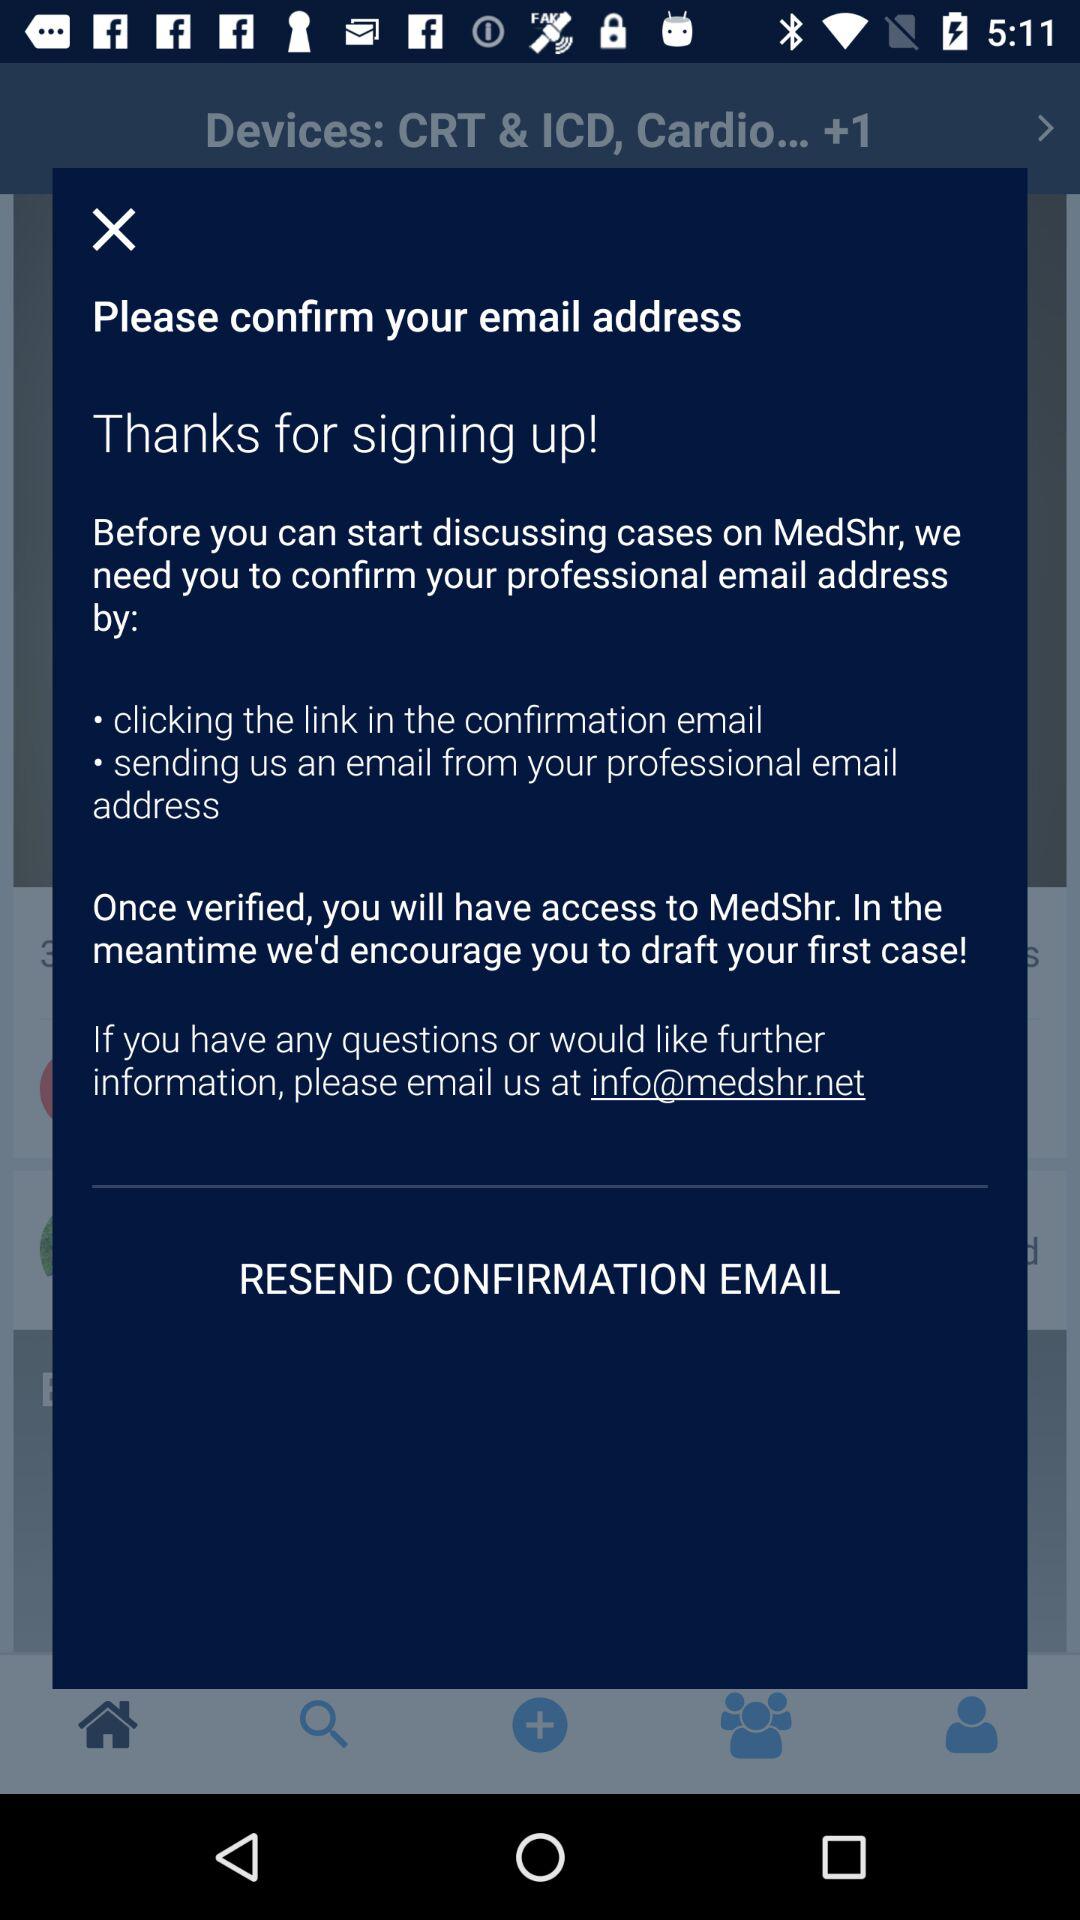 FAKE
5:11
Devices: CRT & ICD, Cardio... +1
Please confirm your email address
Thanks for signing up!
Before you can start discussing cases on MedShr, we
need you to confirm your professional email address
by:
• clicking the link in the confirmation email
• sending us an email from your professional email
address
Once verified, you will have access to MedShr. In the
meantime we'd encourage you to draft your first case!
If you have any questions or would like further
information, please email us at info@medshr.net
RESEND CONFIRMATION EMAIL